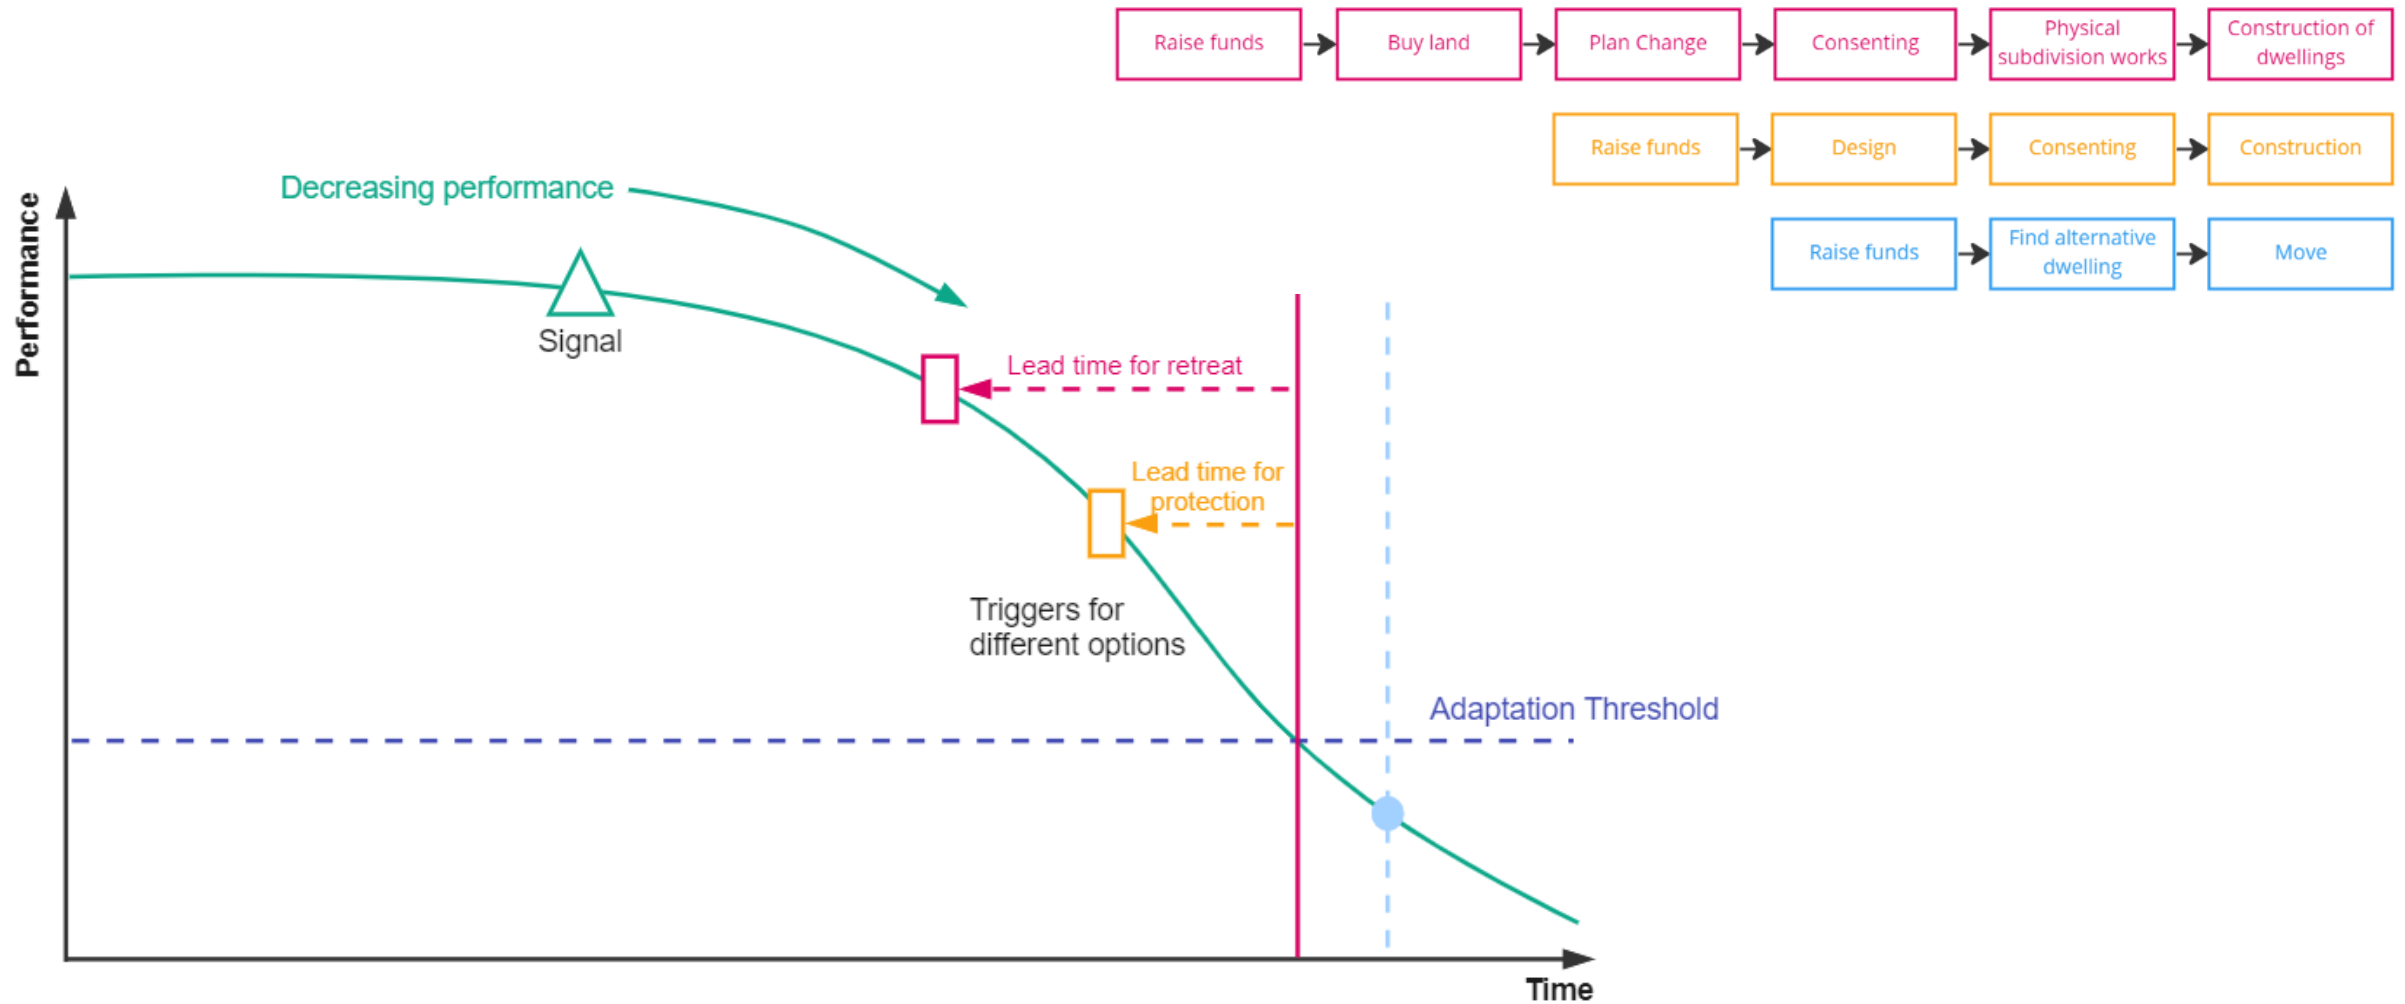 Raise funds
Buy land
Plan Change
Consenting
Physical
subdivision works
Construction of
dwellings
Raise funds
Design
Consenting
Construction
Raise funds
Find alternative
dwelling
Move
Performance
Decreasing performance
Signal
Lead time for retreat
Lead time for
protection
Triggers for
different options
Adaptation Threshold
Time